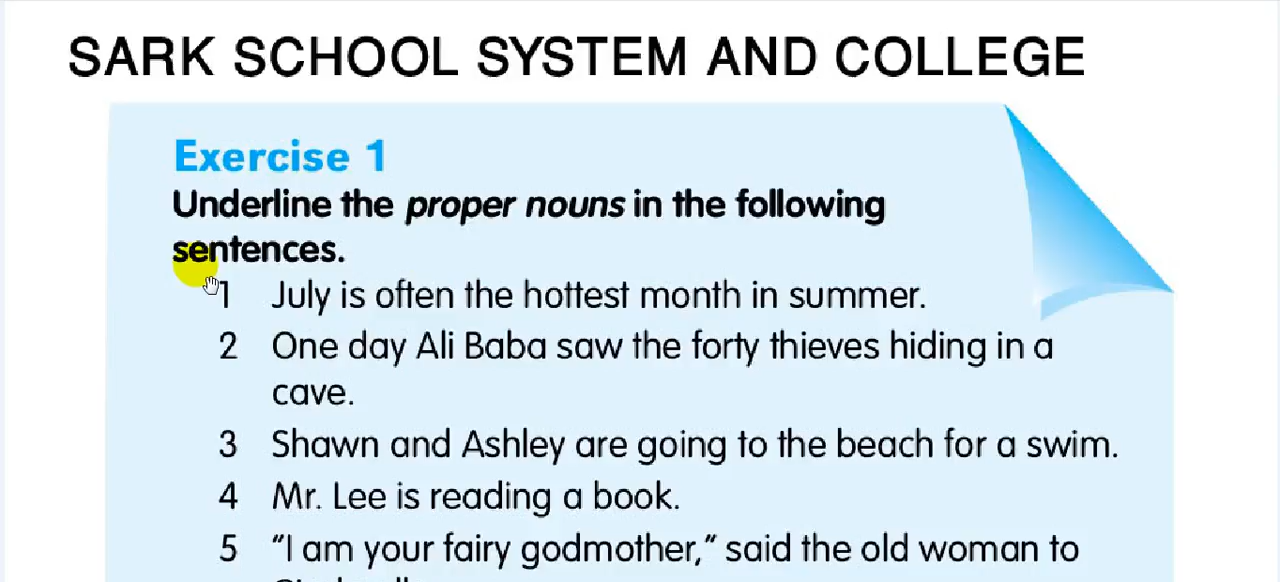 SARK SCHOOL SYSTEM AND COLLEGE
Exercise 1
Underline the proper nouns in the following
sentences.
1 July is often the hottest month in summer.
2 One day Ali Baba saw the forty thieves hiding in a
cave.
3 Shawn and Ashley are going to the beach for a swim.
4 Mr. Lee is reading a book.
5 “I am your fairy godmother,” said the old woman to